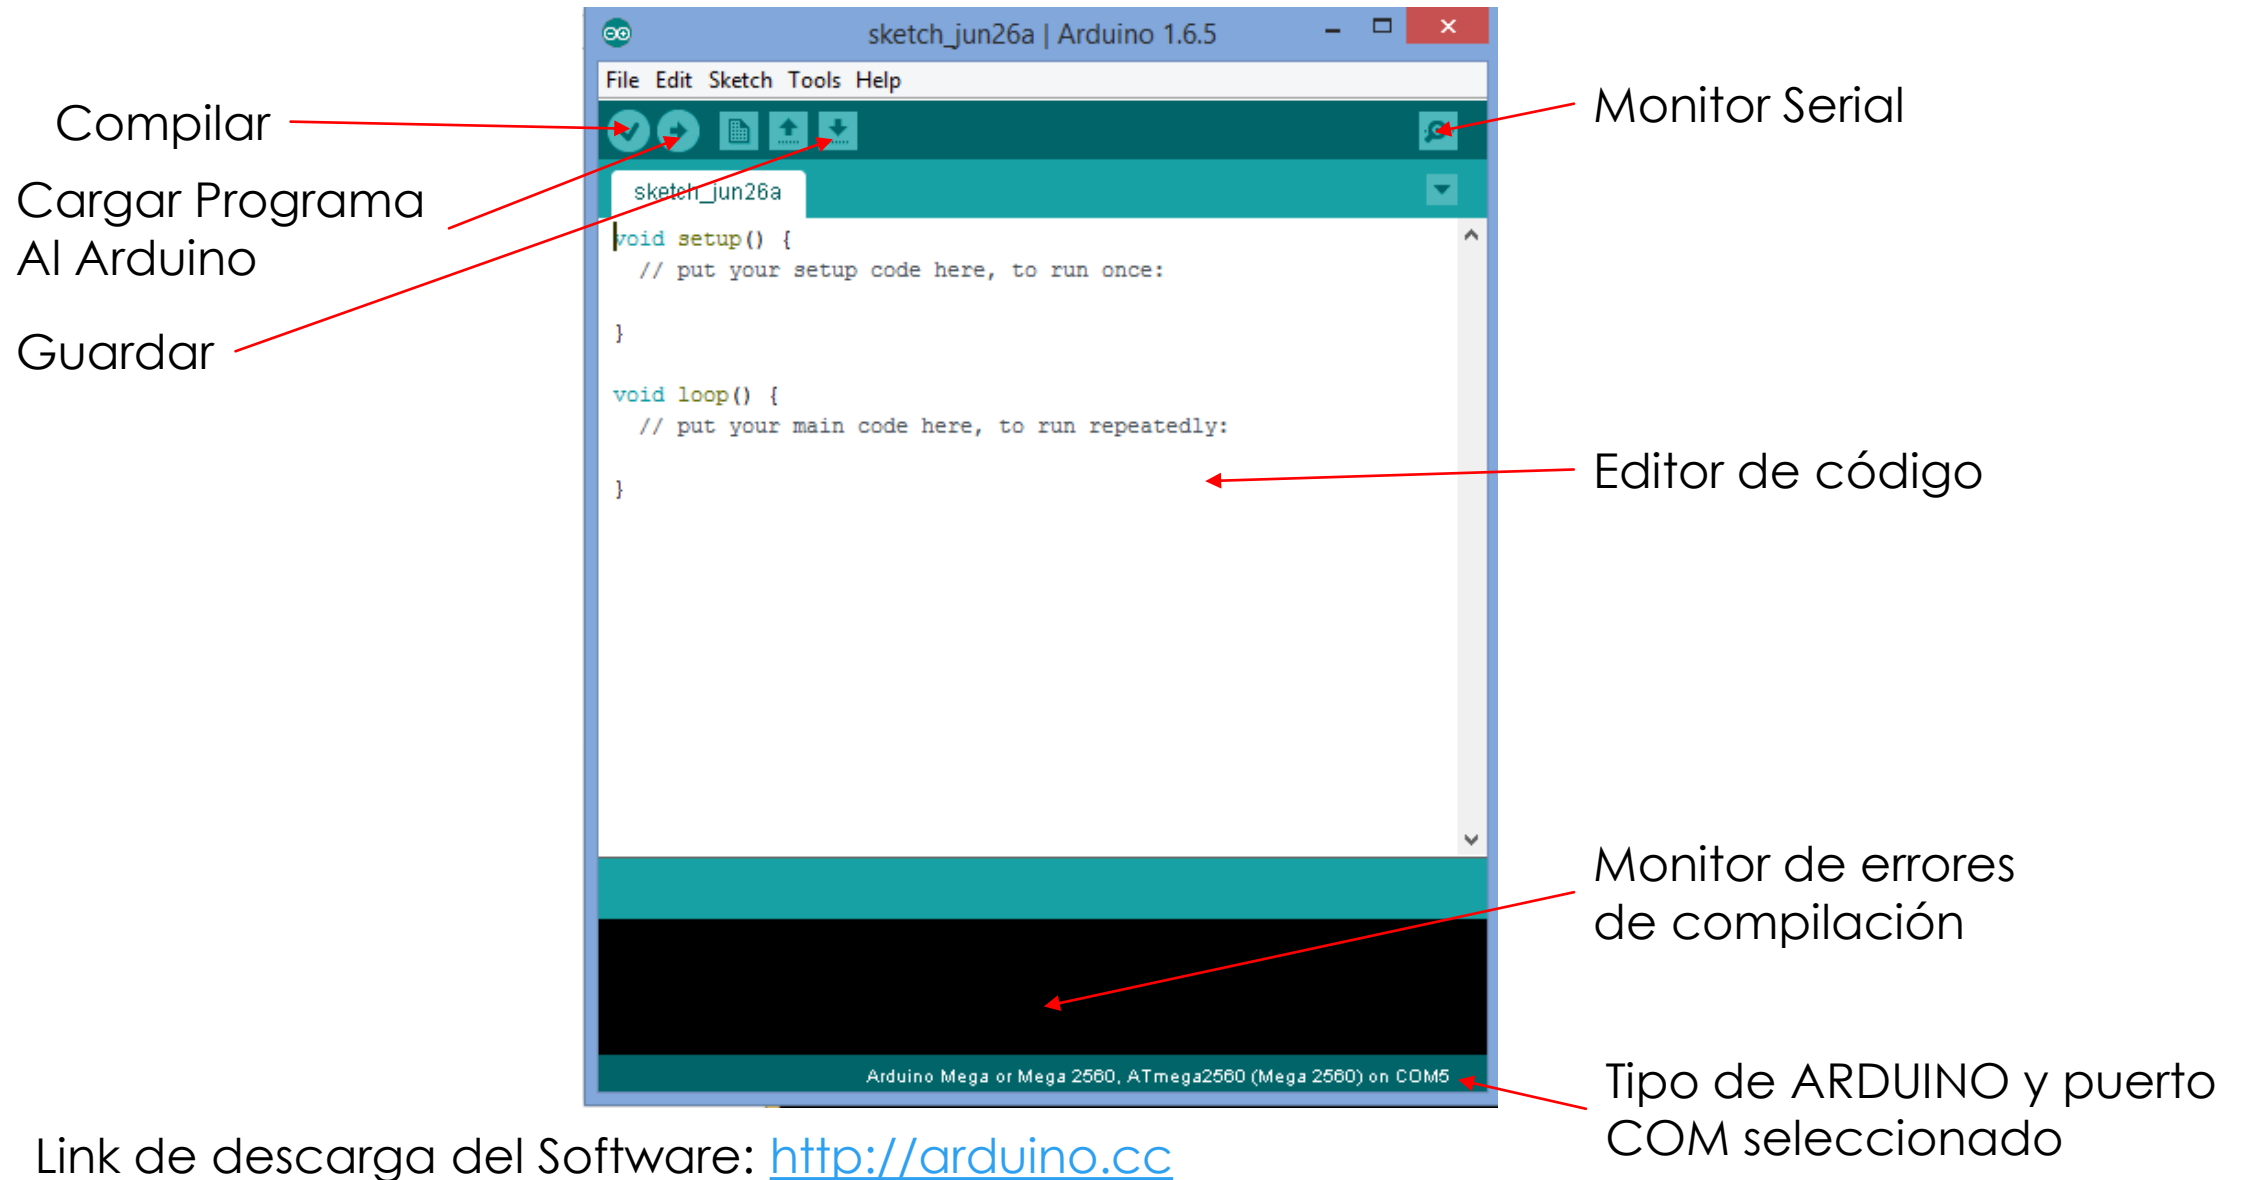 sketch_jun26a | Arduino 1.6.5
File Edit Sketch Tools Help
Compilar
Cargar Programa
Al Arduino
Guardar
Monitor Serial
sketch_jun26a
void setup() {
// put your setup code here, to run once:
}
void loop() {
// put your main code here, to run repeatedly:
}
Editor de código
Monitor de errores
de compilación
Arduino Mega or Mega 2560, ATmega2560 (Mega 2560) on COM5
Tipo de ARDUINO y puerto
COM seleccionado
Link de descarga del Software: http://arduino.cc